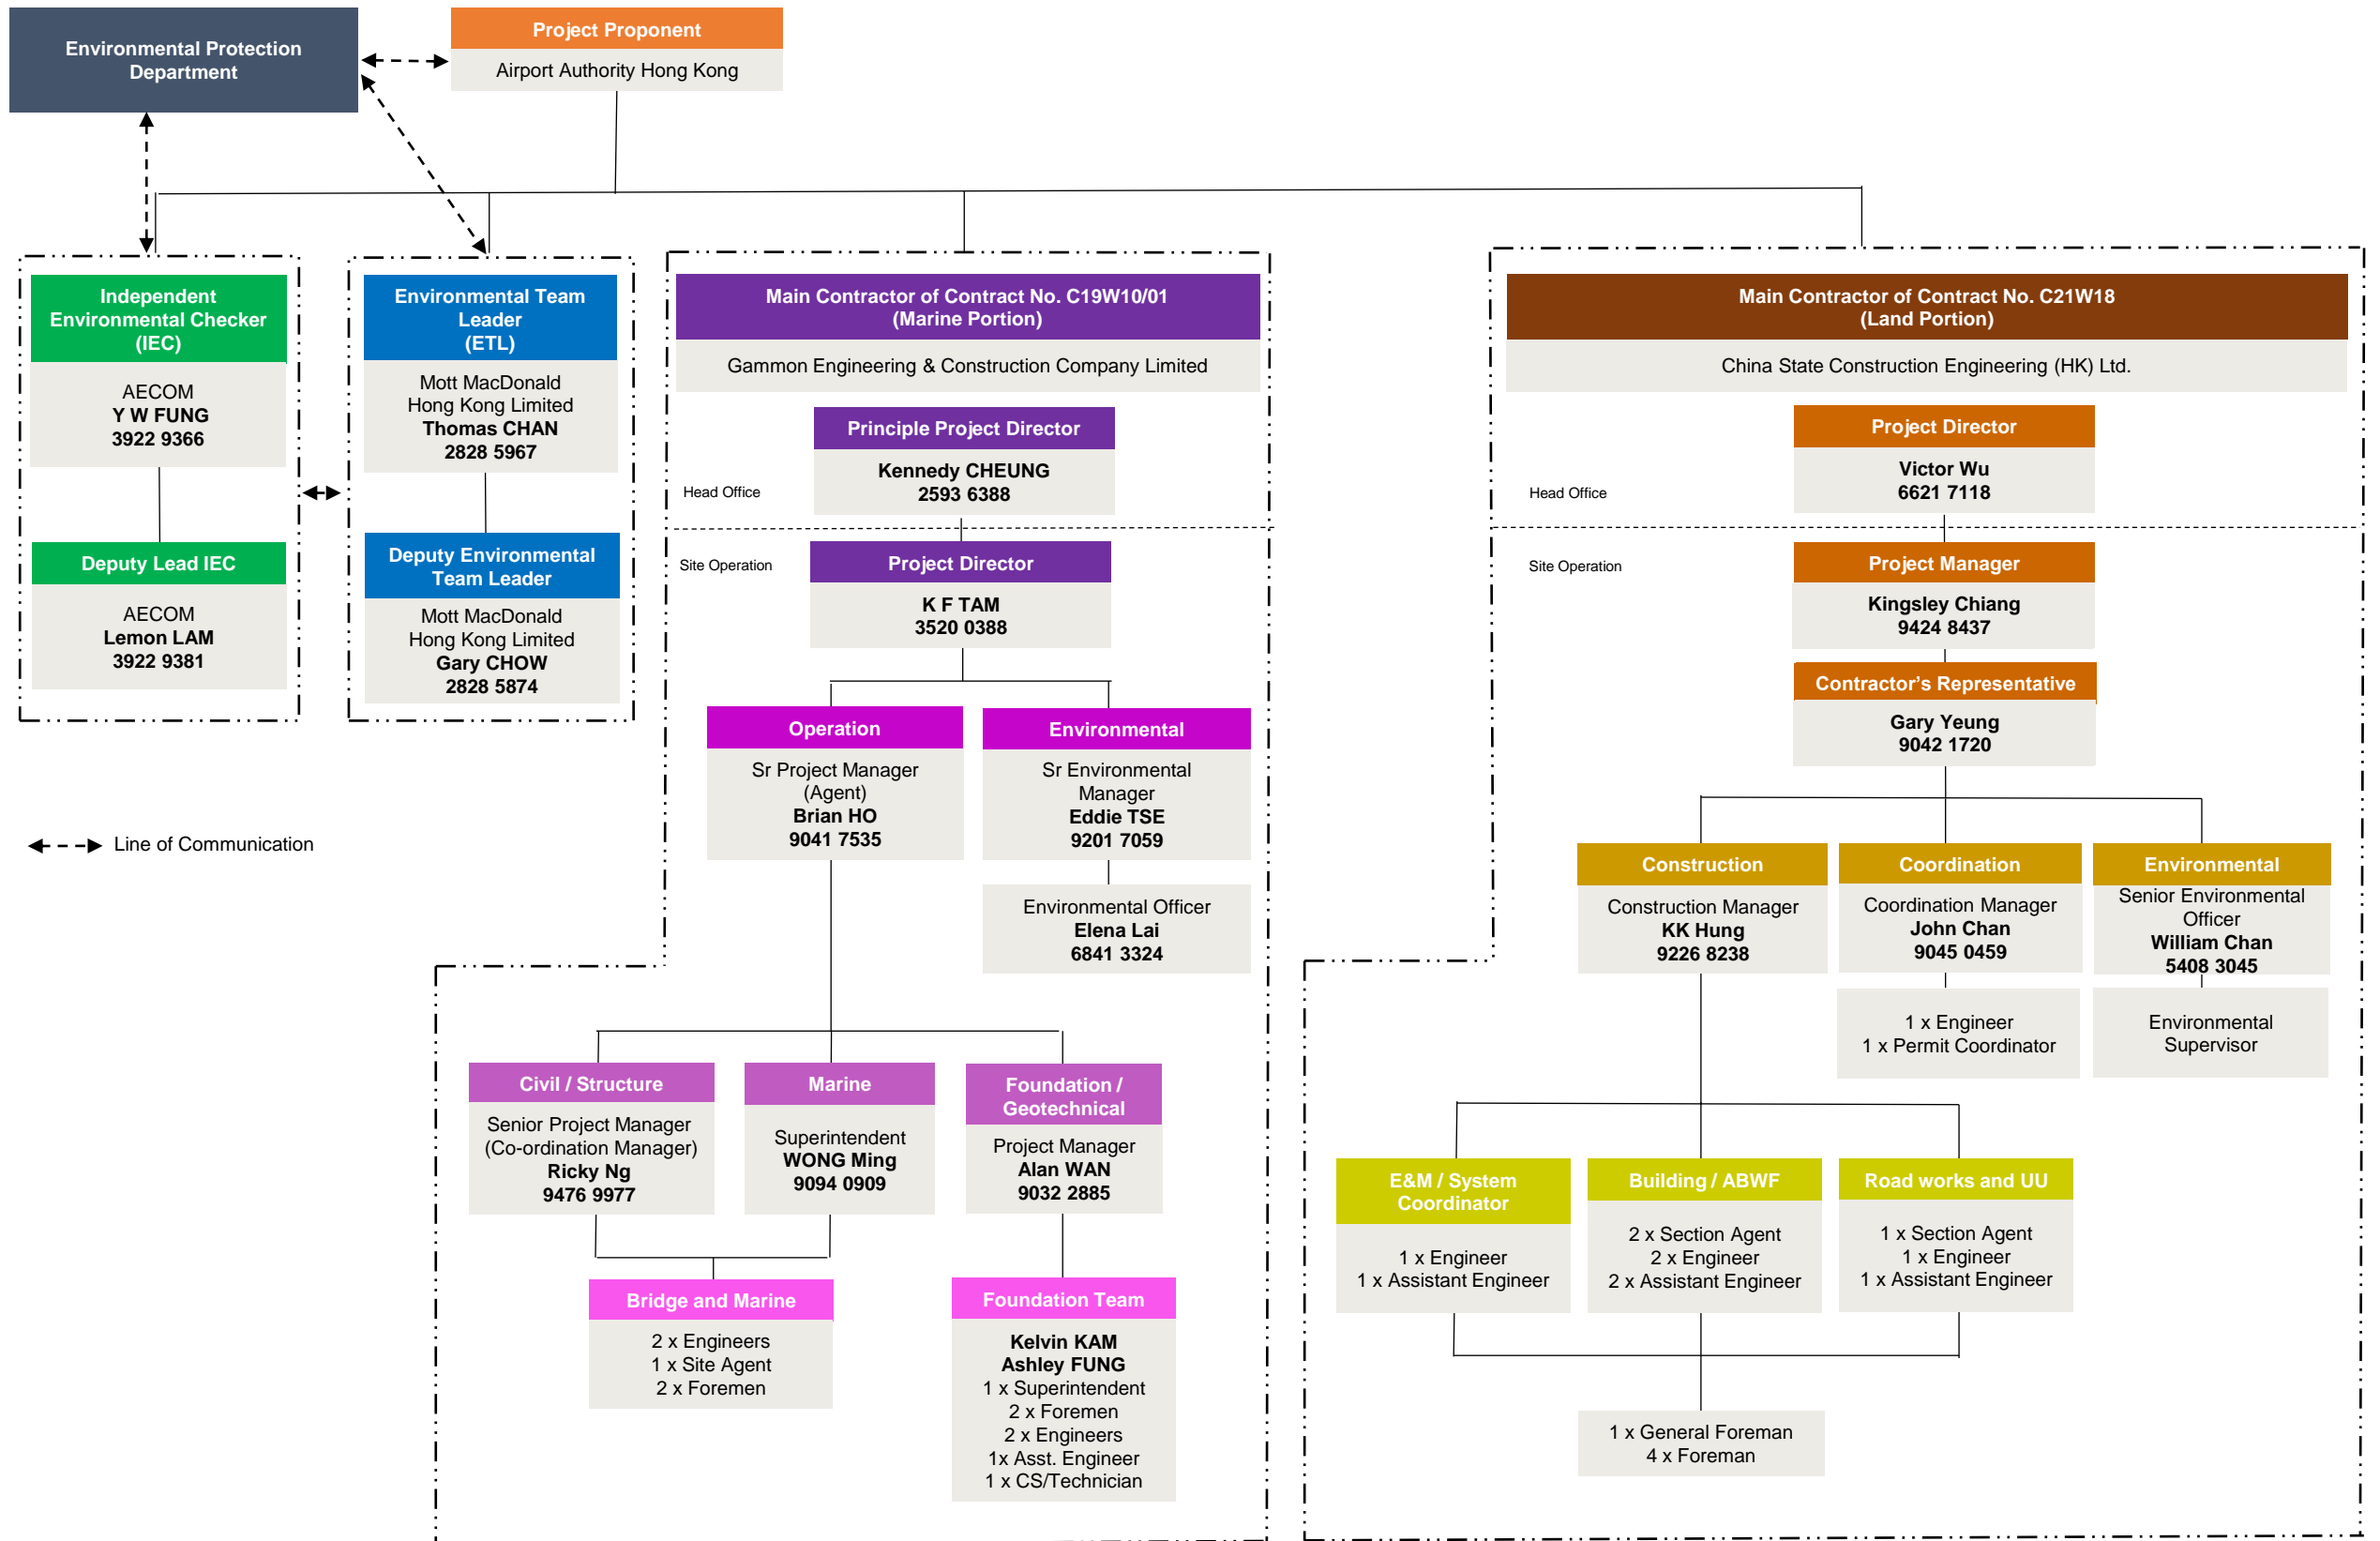 Environmental Protection
Department
Project Proponent
Airport Authority Hong Kong
Independent
Environmental Checker
(IEC)
AECOM
Y W FUNG
3922 9366
Deputy Lead IEC
AECOM
Lemon LAM
3922 9381
Environmental Team
Leader
(ETL)
Mott MacDonald
Hong Kong Limited
Thomas CHAN
2828 5967
Deputy Environmental
Team Leader
Mott MacDonald
Hong Kong Limited
Gary CHOW
2828 5874
Line of Communication
Main Contractor of Contract No. C19W10/01
(Marine Portion)
Gammon Engineering & Construction Company Limited
Principle Project Director
Kennedy CHEUNG
2593 6388
Head Office
Site Operation
Project Director
K F TAM
3520 0388
Operation
Sr Project Manager
(Agent)
Brian HO
9041 7535
Environmental
Sr Environmental
Manager
Eddie TSE
9201 7059
Environmental Officer
Elena Lai
6841 3324
Civil / Structure
Senior Project Manager
(Co-ordination Manager)
Ricky Ng
9476 9977
Marine
Superintendent
WONG Ming
9094 0909
Foundation /
Geotechnical
Project Manager
Alan WAN
9032 2885
Bridge and Marine
2 x Engineers
1 x Site Agent
2 x Foremen
Foundation Team
Kelvin KAM
Ashley FUNG
1 x Superintendent
2 x Foremen
2 x Engineers
1x Asst. Engineer
1 x CS/Technician
Main Contractor of Contract No. C21W18
(Land Portion)
China State Construction Engineering (HK) Ltd.
Project Director
Victor Wu
6621 7118
Head Office
Site Operation
Project Manager
Kingsley Chiang
9424 8437
Contractor's Representative
Gary Yeung
9042 1720
Construction
Construction Manager
KK Hung
9226 8238
Coordination
Coordination Manager
John Chan
9045 0459
1 x Engineer
1 x Permit Coordinator
Environmental
Senior Environmental
Officer
William Chan
5408 3045
Environmental
Supervisor
E&M / System
Coordinator
1 x Engineer
1 x Assistant Engineer
Building / ABWF
2 x Section Agent
2 x Engineer
2 x Assistant Engineer
Road works and UU
1 x Section Agent
1 x Engineer
1 x Assistant Engineer
1 x General Foreman
4 x Foreman